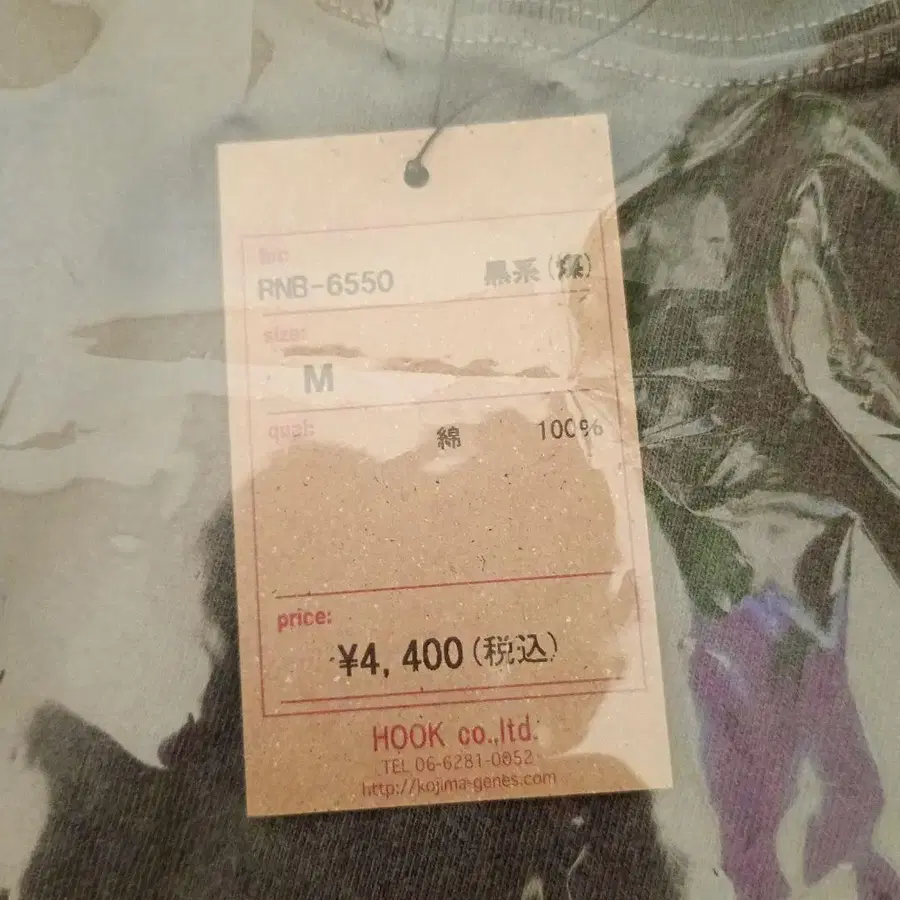 RNB-6550 黒系
size:
M
qual:
綿 100%
price:
¥4,400(税込)
HOOK co.,ltd.
TEL 06-6281-0052
http://kojima-genes.com